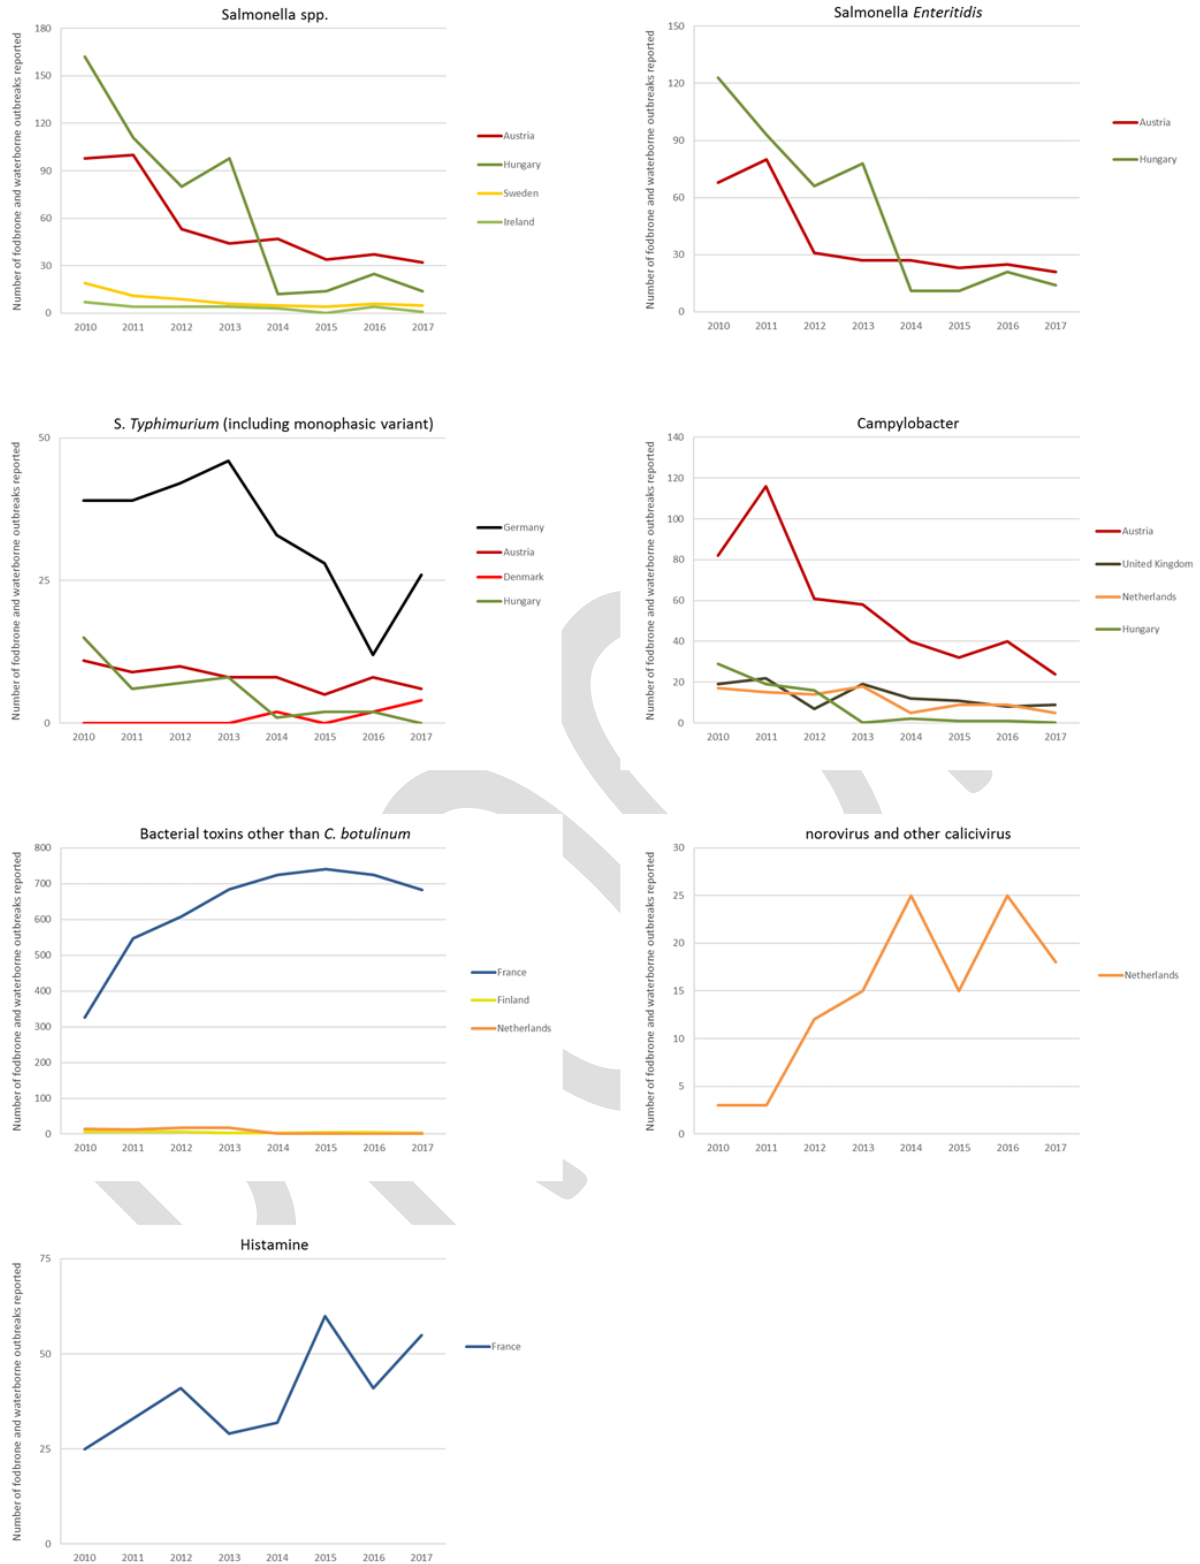 Salmonella spp.
Number of fodbrone and waterborne outbreaks reported
180
150
120
90
60
30
0
2010 2011 2012 2013 2014 2015 2016 2017
Austria
Hungary
Sweden
Ireland
Salmonella Enteritidis
Number of fodbrone and waterborne outbreaks reported
150
120
90
60
30
0
2010 2011 2012 2013 2014 2015 2016 2017
Austria
Hungary
S. Typhimurium (including monophasic variant)
Number of fodbrone and waterborne outbreaks reported
50
25
0
2010 2011 2012 2013 2014 2015 2016 2017
Germany
Austria
Denmark
Hungary
Campylobacter
Number of fodbrone and waterborne outbreaks reported
140
120
100
80
60
40
20
0
2010 2011 2012 2013 2014 2015 2016 2017
Austria
United Kingdom
Netherlands
Hungary
Bacterial toxins other than C. botulinum
Number of fodbrone and waterborne outbreaks reported
800
700
600
500
400
300
200
100
0
2010 2011 2012 2013 2014 2015 2016 2017
France
Finland
Netherlands
norovirus and other calicivirus
Number of fodbrone and waterborne outbreaks reported
30
25
20
15
10
5
0
2010 2011 2012 2013 2014 2015 2016 2017
Netherlands
Histamine
Number of fodbrone and waterborne outbreaks reported
75
50
25
0
2010 2011 2012 2013 2014 2015 2016 2017
France